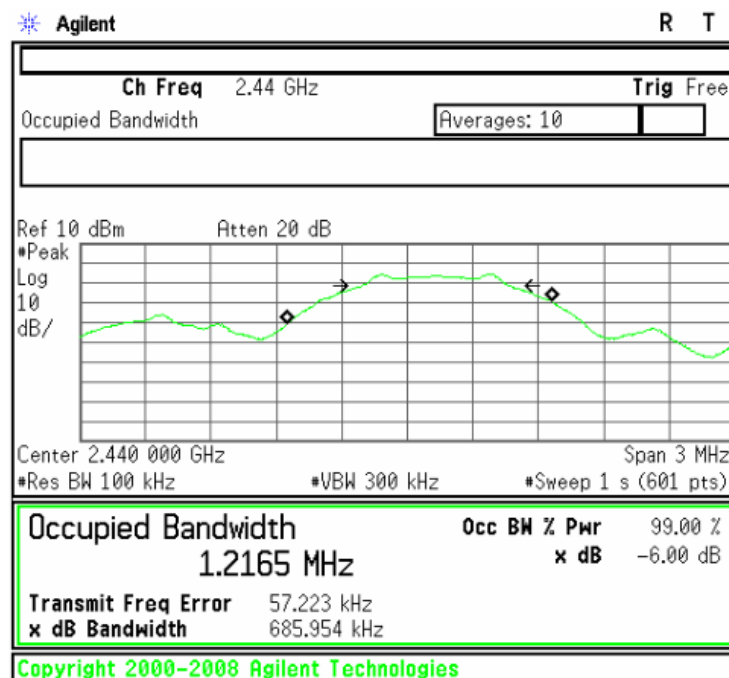 Agilent R T
Ch Freq 2.44 GHz Trig Free
Occupied Bandwidth Averages: 10
Ref 10 dBm Atten 20 dB
#Peak
Log
10
dB/
Center 2.440 000 GHz Span 3 MHz
#Res BW 100 kHz #VBW 300 kHz #Sweep 1 s (601 pts)
Occupied Bandwidth Occ BW % Pwr 99.00 %
1.2165 MHz x dB -6.00 dB
Transmit Freq Error 57.223 kHz
x dB Bandwidth 685.954 kHz
Copyright 2000-2008 Agilent Technologies